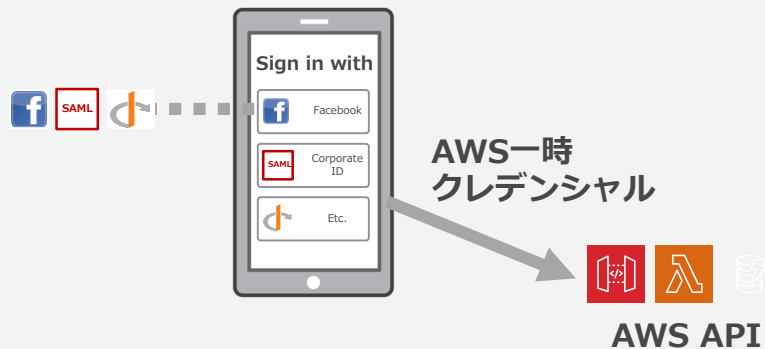 Sign in with
SAML
Facebook
SAML
Corporate
ID
Etc.
AWS一時
クレデンシャル
AWS API